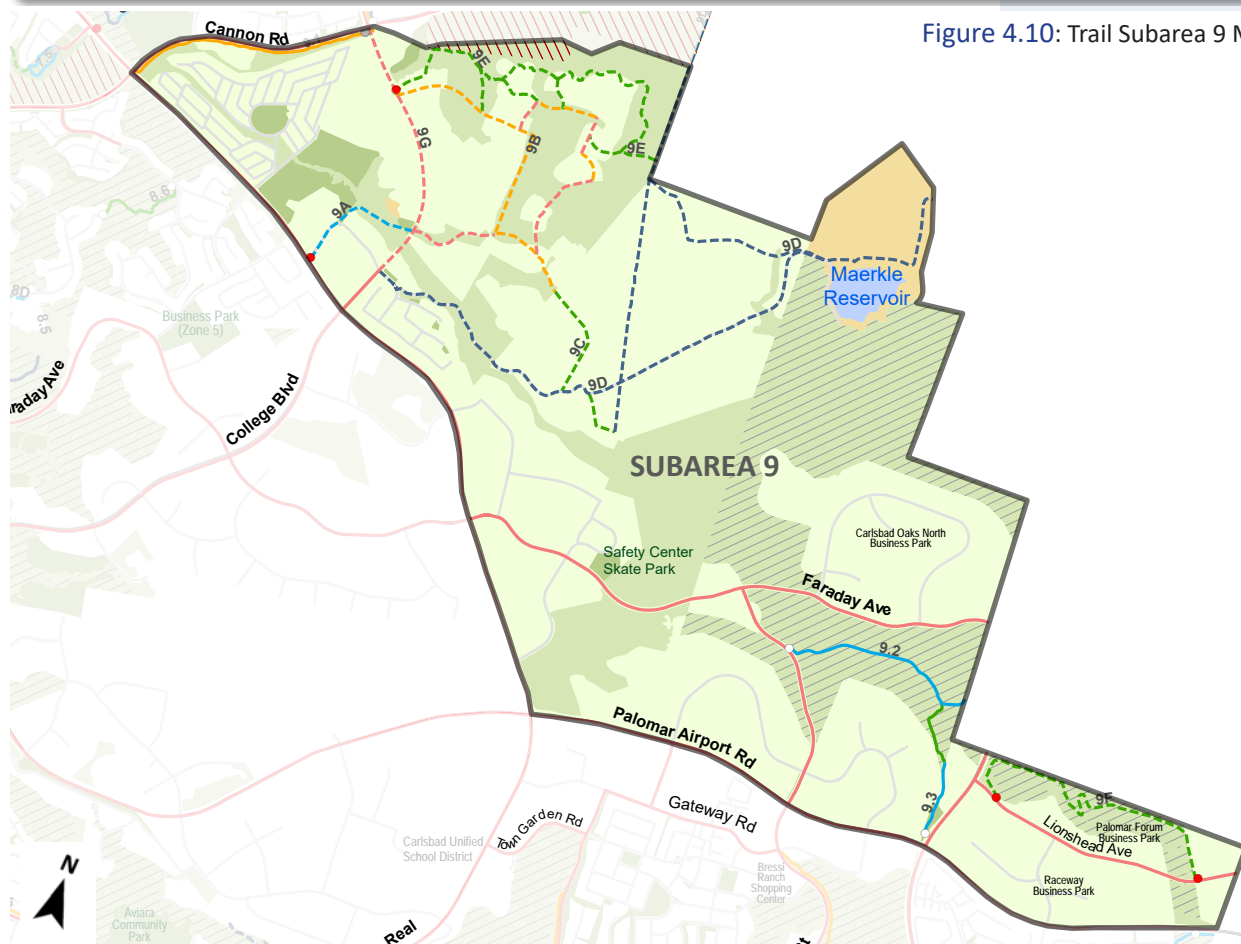 Figure 4.10: Trail Subarea 9 M
Cannon Rd
9E
9G
9B
9E
9A
8.6
9D
Maerkle
Reservoir
8D
8.5
Business Park
(Zone 5)
araday Ave
College Blvd
9C
9D
SUBAREA 9
Carlsbad Oaks North
Business Park
Safety Center
Skate Park
Faraday Ave
9.2
Palomar Airport Rd
Gateway Rd
9.3
9F
Town Garden Rd
Lionshead Ave
Palomar Forum
Business Park
Carlsbad Unified
School District
Bressi
Ranch
Shopping
Center
Raceway
Business Park
N
Aviara
Community
Park
Real